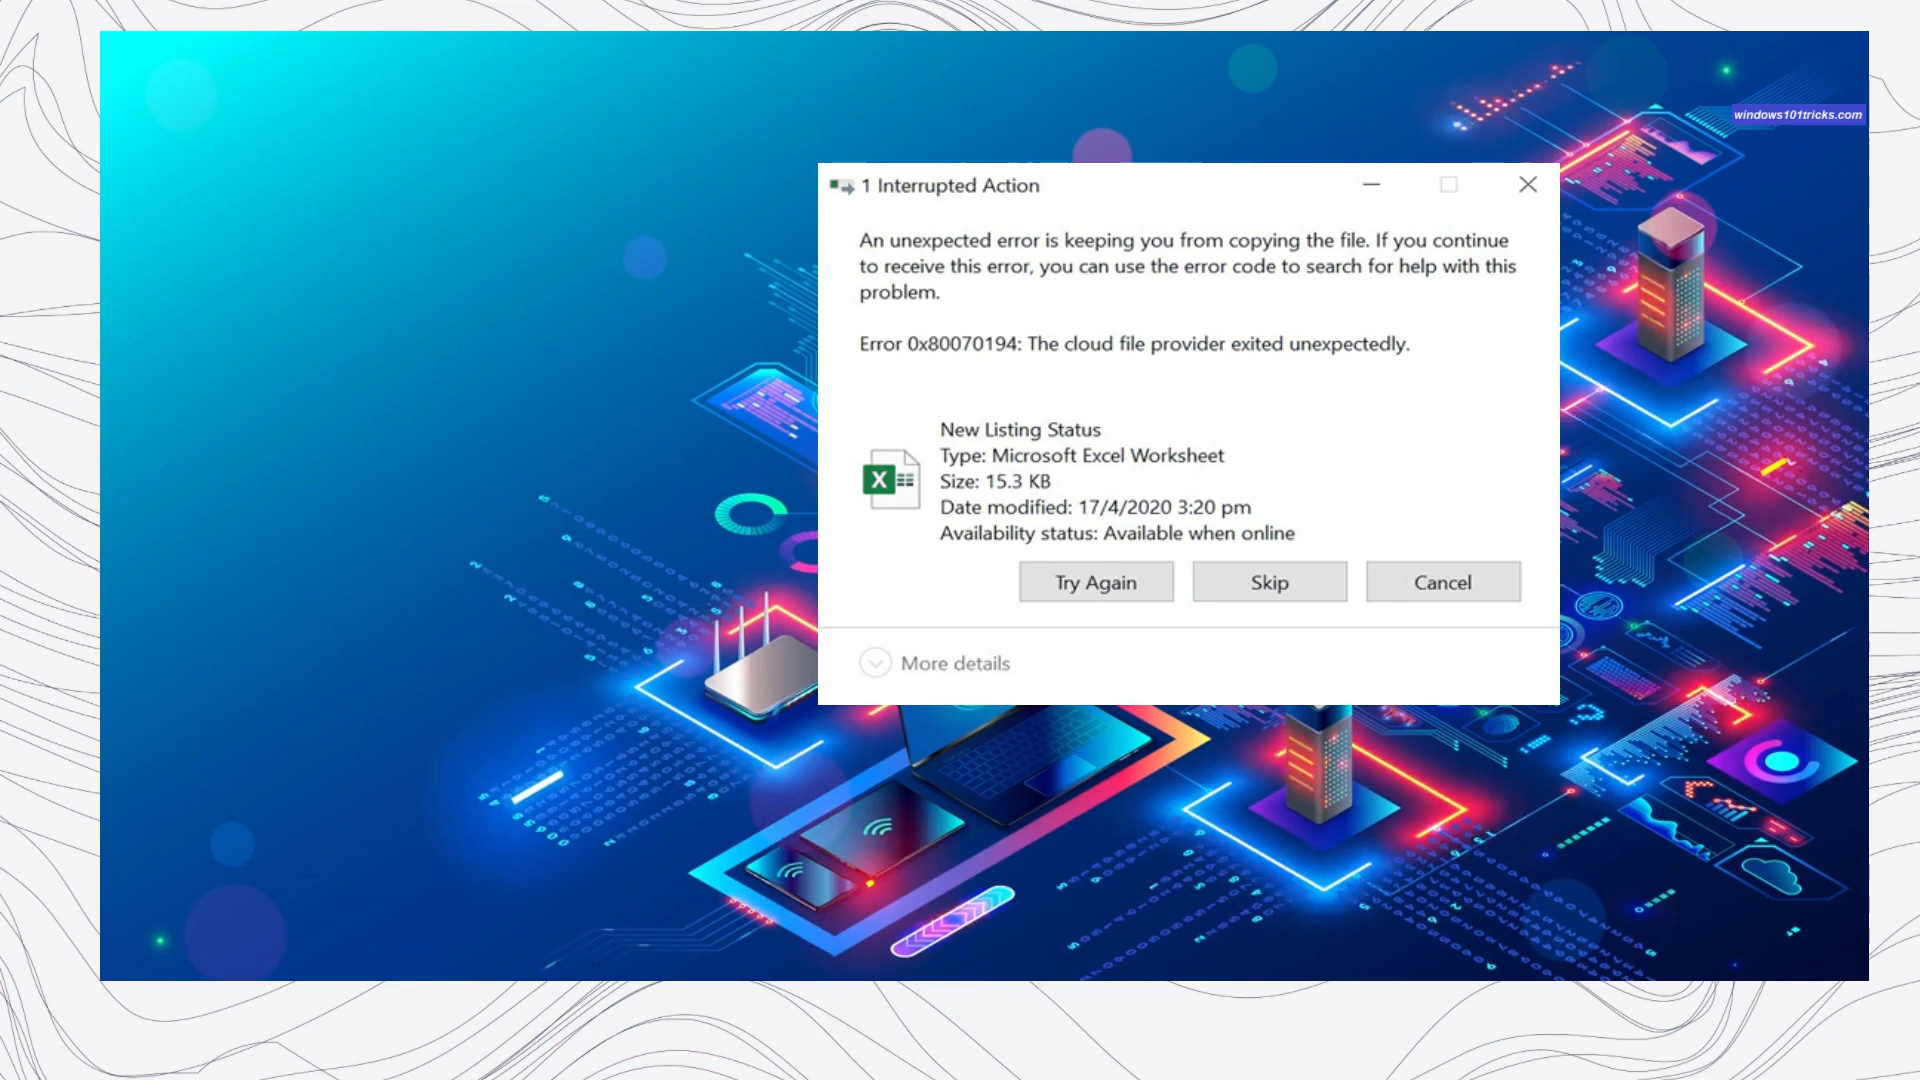 windows101tricks.com
1 Interrupted Action
An unexpected error is keeping you from copying the file. If you continue
to receive this error, you can use the error code to search for help with this
problem.
Error 0x80070194: The cloud file provider exited unexpectedly.
New Listing Status
Type: Microsoft Excel Worksheet
Size: 15.3 KB
Date modified: 17/4/2020 3:20 pm
Availability status: Available when online
X
Try Again
Skip
Cancel
More details